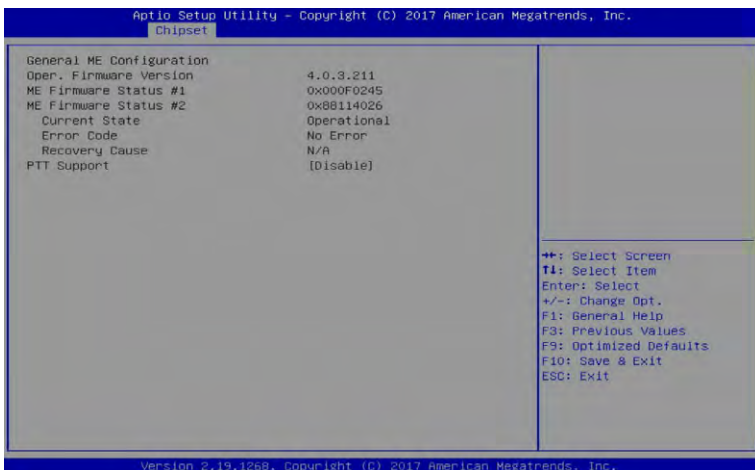 Aptio Setup Utility – Copyright (C) 2017 American Megatrends, Inc.
Chipset
General ME Configuration
Oper. Firmware Version 4.0.3.211
ME Firmware Status #1 0x000F0245
ME Firmware Status #2 0x88114026
Current State Operational
Error Code No Error
Recovery Cause N/A
PTT Support [Disable]
→←: Select Screen
↑↓: Select Item
Enter: Select
+/-: Change Opt.
F1: General Help
F3: Previous Values
F9: Optimized Defaults
F10: Save & Exit
ESC: Exit
Version 2.19.1268. Copyright (C) 2017 American Megatrends, Inc.